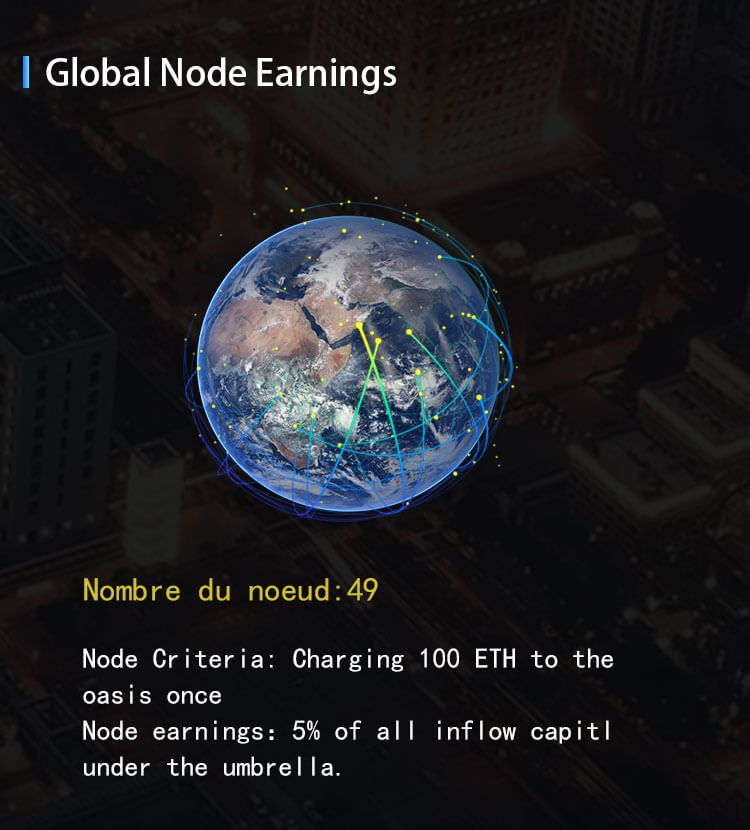 Global Node Earnings
Nombre du noeud:49
Node Criteria: Charging 100 ETH to the
oasis once
Node earnings: 5% of all inflow capitl
under the umbrella.